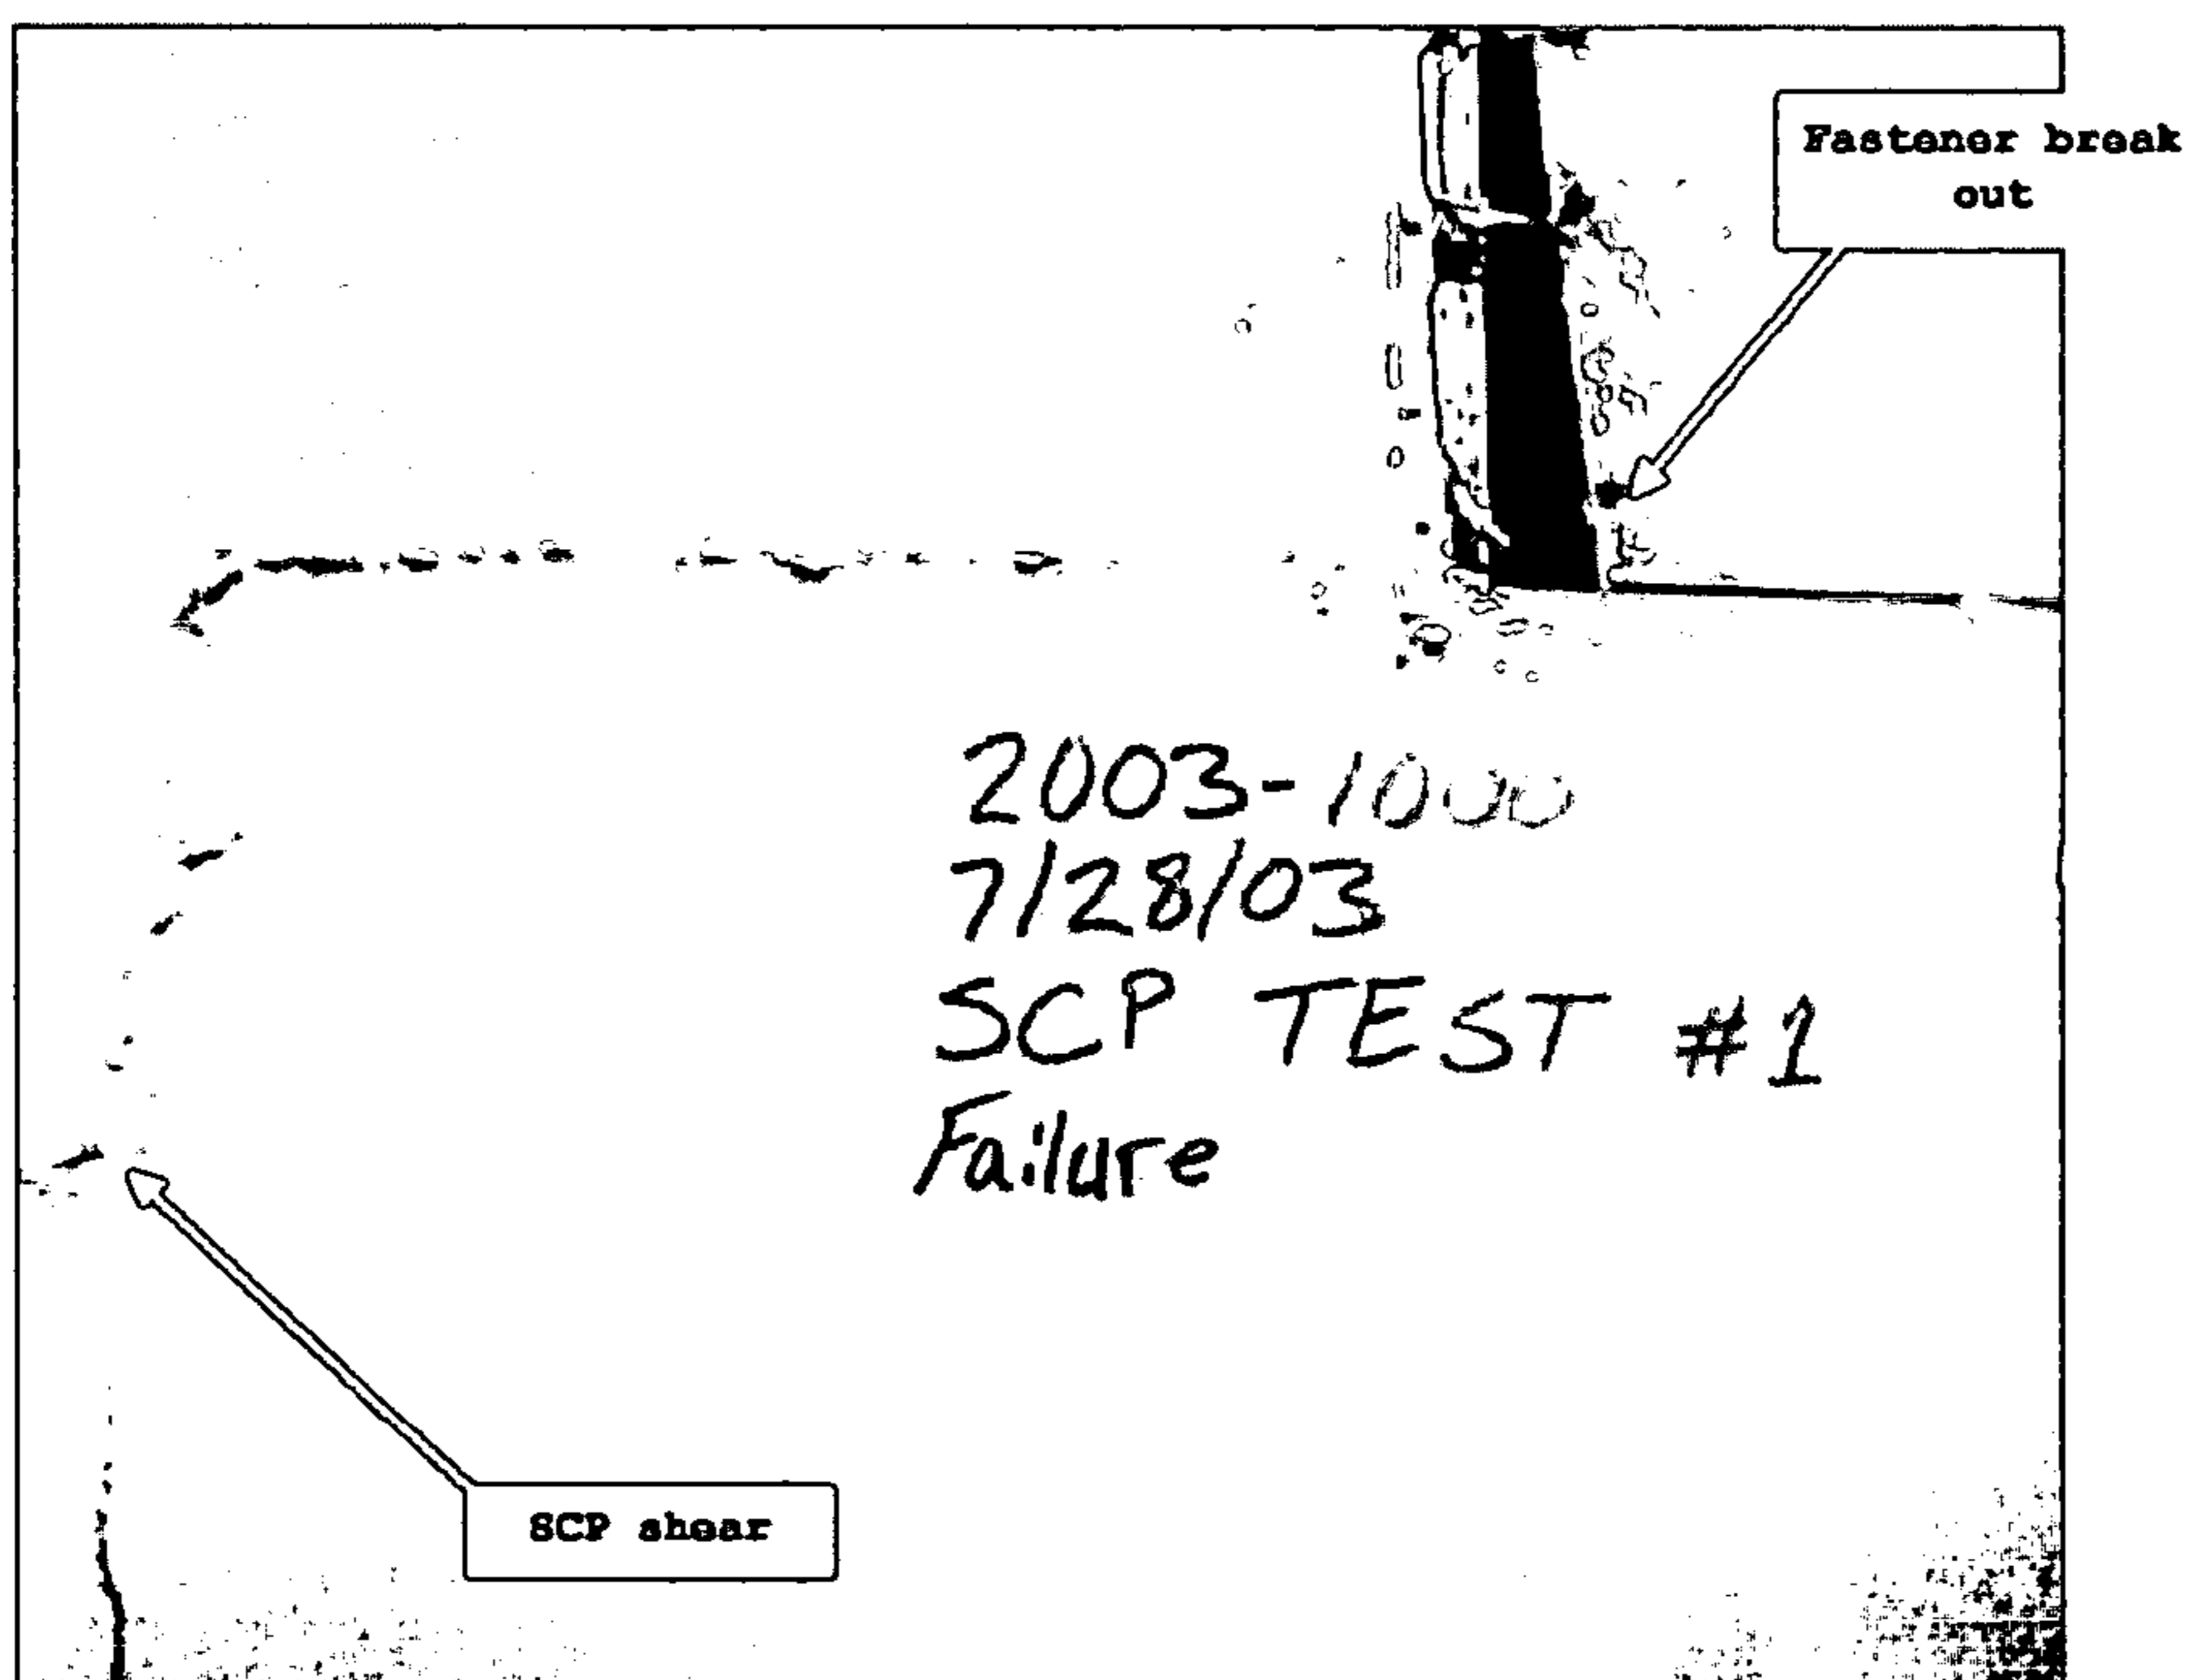 Fastener break
out
2003-1000
7/28/03
SCP TEST #1
Failure
SCP shear